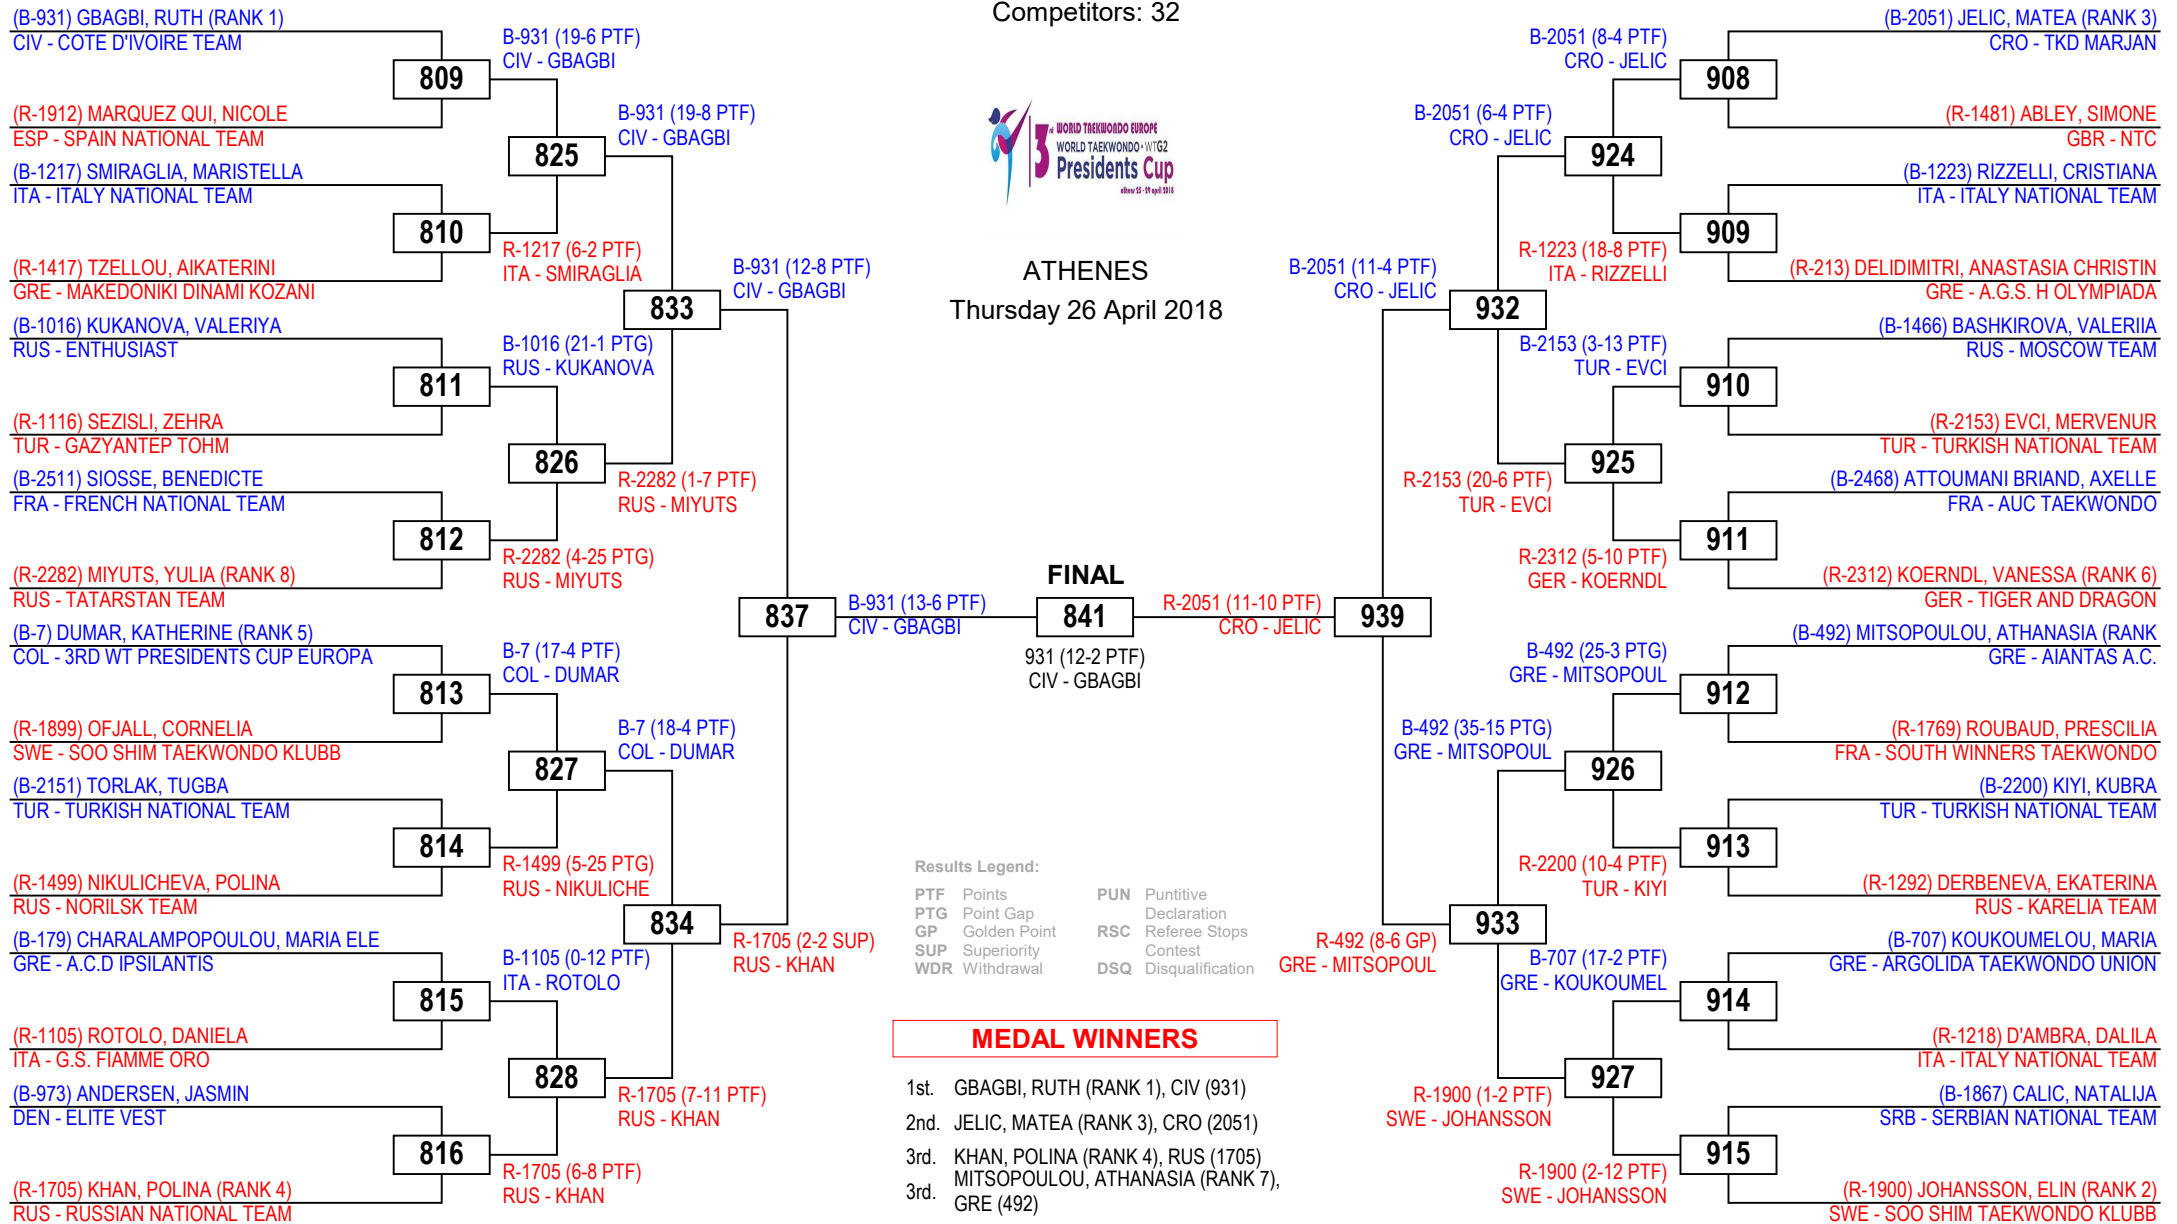 Competitors: 32
(B-931) GBAGBI, RUTH (RANK 1)
CIV - COTE D'IVOIRE TEAM
809
(R-1912) MARQUEZ QUI, NICOLE
ESP - SPAIN NATIONAL TEAM
(B-1217) SMIRAGLIA, MARISTELLA
ITA - ITALY NATIONAL TEAM
810
(R-1417) TZELLOU, AIKATERINI
GRE - MAKEDONIKI DINAMI KOZANI
(B-1016) KUKANOVA, VALERIYA
RUS - ENTHUSIAST
811
(R-1116) SEZISLI, ZEHRA
TUR - GAZYANTEP TOHM
(B-2511) SIOSSE, BENEDICTE
FRA - FRENCH NATIONAL TEAM
812
(R-2282) MIYUTS, YULIA (RANK 8)
RUS - TATARSTAN TEAM
(B-7) DUMAR, KATHERINE (RANK 5)
COL - 3RD WT PRESIDENTS CUP EUROPA
813
(R-1899) OFJALL, CORNELIA
SWE - SOO SHIM TAEKWONDO KLUBB
(B-2151) TORLAK, TUGBA
TUR - TURKISH NATIONAL TEAM
814
(R-1499) NIKULICHEVA, POLINA
RUS - NORILSK TEAM
(B-179) CHARALAMPOPOULOU, MARIA ELE
GRE - A.C.D IPSILANTIS
815
(R-1105) ROTOLO, DANIELA
ITA - G.S. FIAMME ORO
(B-973) ANDERSEN, JASMIN
DEN - ELITE VEST
816
(R-1705) KHAN, POLINA (RANK 4)
RUS - RUSSIAN NATIONAL TEAM
B-931 (19-6 PTF)
CIV - GBAGBI
825
R-1217 (6-2 PTF)
ITA - SMIRAGLIA
B-1016 (21-1 PTG)
RUS - KUKANOVA
826
R-2282 (4-25 PTG)
RUS - MIYUTS
B-7 (17-4 PTF)
COL - DUMAR
827
R-1499 (5-25 PTG)
RUS - NIKULICHE
B-1105 (0-12 PTF)
ITA - ROTOLO
828
R-1705 (6-8 PTF)
RUS - KHAN
B-931 (19-8 PTF)
CIV - GBAGBI
833
R-2282 (1-7 PTF)
RUS - MIYUTS
B-7 (18-4 PTF)
COL - DUMAR
834
R-1705 (7-11 PTF)
RUS - KHAN
B-931 (12-8 PTF)
CIV - GBAGBI
837
R-1705 (2-2 SUP)
RUS - KHAN
B-931 (13-6 PTF)
CIV - GBAGBI
3rd WORLD TAEKWONDO EUROPE
WORLD TAEKWONDO • WTG2
Presidents Cup
athens 25 - 29 april 2018
ATHENES
Thursday 26 April 2018
FINAL
841
931 (12-2 PTF)
CIV - GBAGBI
R-2051 (11-10 PTF)
CRO - JELIC
939
B-2051 (11-4 PTF)
CRO - JELIC
R-492 (8-6 GP)
GRE - MITSOPOUL
B-2051 (6-4 PTF)
CRO - JELIC
932
R-2153 (20-6 PTF)
TUR - EVCI
B-492 (35-15 PTG)
GRE - MITSOPOUL
933
R-1900 (1-2 PTF)
SWE - JOHANSSON
B-2051 (8-4 PTF)
CRO - JELIC
924
R-1223 (18-8 PTF)
ITA - RIZZELLI
B-2153 (3-13 PTF)
TUR - EVCI
925
R-2312 (5-10 PTF)
GER - KOERNDL
B-492 (25-3 PTG)
GRE - MITSOPOUL
926
R-2200 (10-4 PTF)
TUR - KIYI
B-707 (17-2 PTF)
GRE - KOUKOUMEL
927
R-1900 (2-12 PTF)
SWE - JOHANSSON
(B-2051) JELIC, MATEA (RANK 3)
CRO - TKD MARJAN
908
(R-1481) ABLEY, SIMONE
GBR - NTC
(B-1223) RIZZELLI, CRISTIANA
ITA - ITALY NATIONAL TEAM
909
(R-213) DELIDIMITRI, ANASTASIA CHRISTIN
GRE - A.G.S. H OLYMPIADA
(B-1466) BASHKIROVA, VALERIIA
RUS - MOSCOW TEAM
910
(R-2153) EVCI, MERVENUR
TUR - TURKISH NATIONAL TEAM
(B-2468) ATTOUMANI BRIAND, AXELLE
FRA - AUC TAEKWONDO
911
(R-2312) KOERNDL, VANESSA (RANK 6)
GER - TIGER AND DRAGON
(B-492) MITSOPOULOU, ATHANASIA (RANK
GRE - AIANTAS A.C.
912
(R-1769) ROUBAUD, PRESCILIA
FRA - SOUTH WINNERS TAEKWONDO
(B-2200) KIYI, KUBRA
TUR - TURKISH NATIONAL TEAM
913
(R-1292) DERBENEVA, EKATERINA
RUS - KARELIA TEAM
(B-707) KOUKOUMELOU, MARIA
GRE - ARGOLIDA TAEKWONDO UNION
914
(R-1218) D'AMBRA, DALILA
ITA - ITALY NATIONAL TEAM
(B-1867) CALIC, NATALIJA
SRB - SERBIAN NATIONAL TEAM
915
(R-1900) JOHANSSON, ELIN (RANK 2)
SWE - SOO SHIM TAEKWONDO KLUBB
Results Legend:
PTF Points PUN Puntitive
PTG Point Gap Declaration
GP Golden Point RSC Referee Stops
SUP Superiority Contest
WDR Withdrawal DSQ Disqualification
MEDAL WINNERS
1st. GBAGBI, RUTH (RANK 1), CIV (931)
2nd. JELIC, MATEA (RANK 3), CRO (2051)
3rd. KHAN, POLINA (RANK 4), RUS (1705)
3rd. MITSOPOULOU, ATHANASIA (RANK 7),
GRE (492)